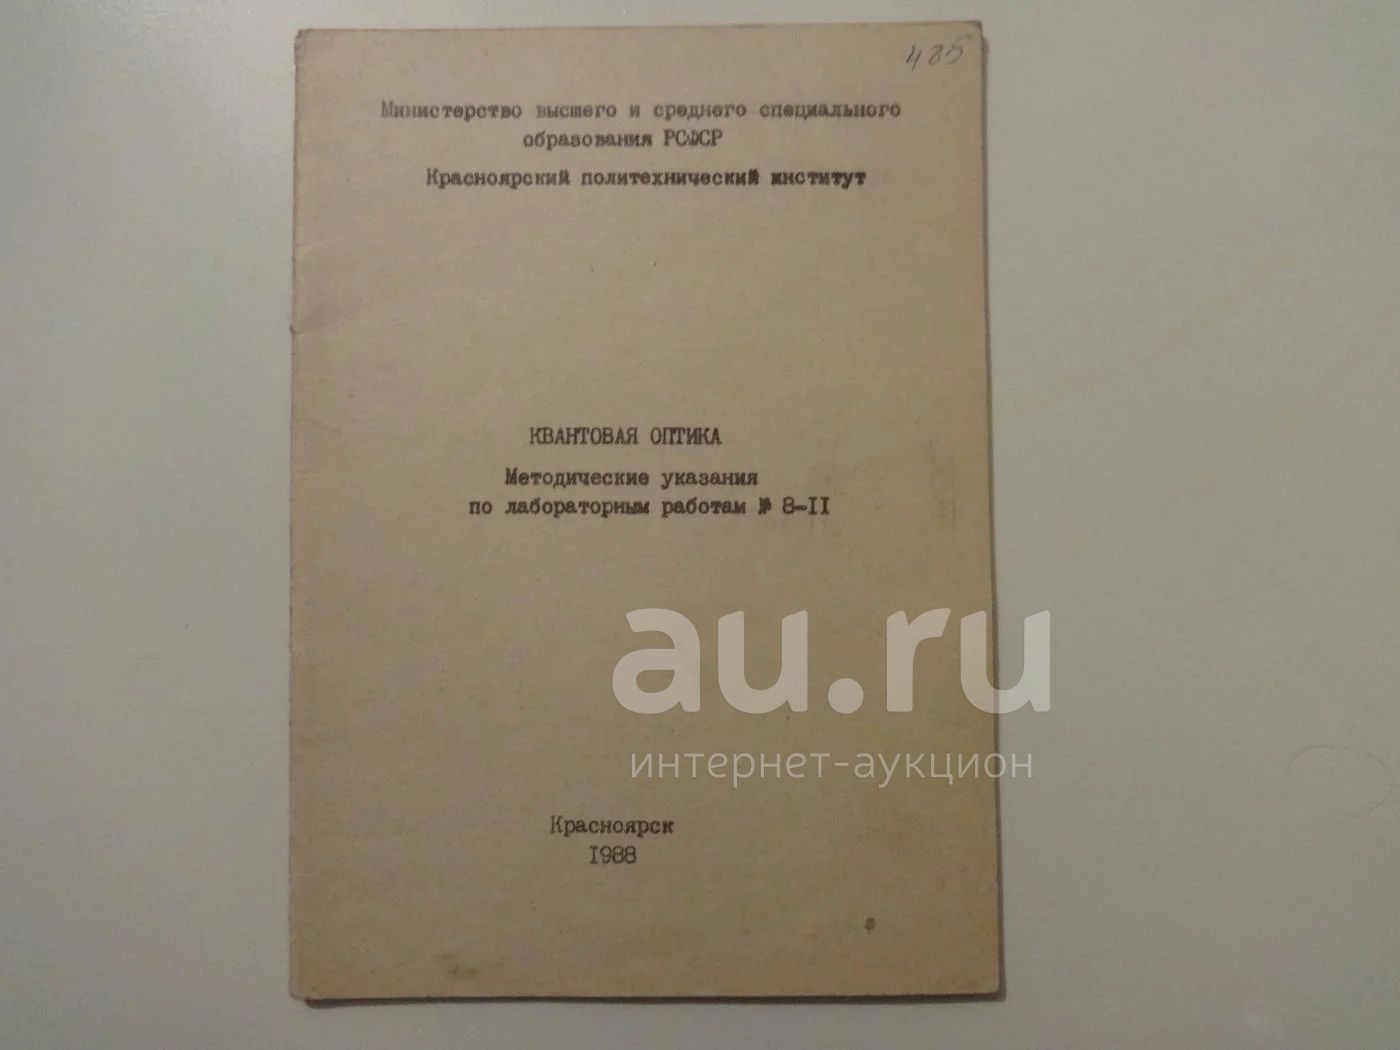 485
Министерство высшего и среднего специального
образования РСФСР
Красноярский политехнический институт
КВАНТОВАЯ ОПТИКА
Методические указания
по лабораторным работам № 8-II
au.ru
интернет-аукцион
Красноярск
I988